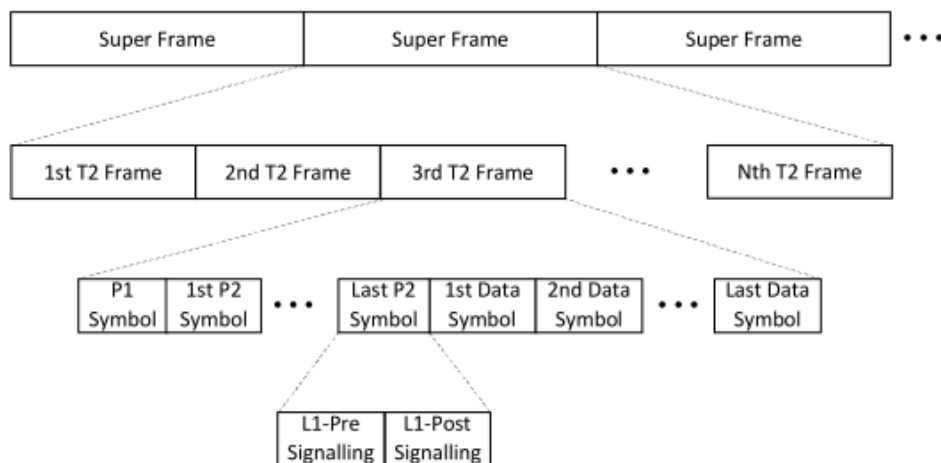 Super Frame Super Frame Super Frame •••
1st T2 Frame 2nd T2 Frame 3rd T2 Frame ••• Nth T2 Frame
P1 1st P2 Last P2 1st Data 2nd Data Last Data
Symbol Symbol ••• Symbol Symbol Symbol ••• Symbol
L1-Pre L1-Post
Signalling Signalling